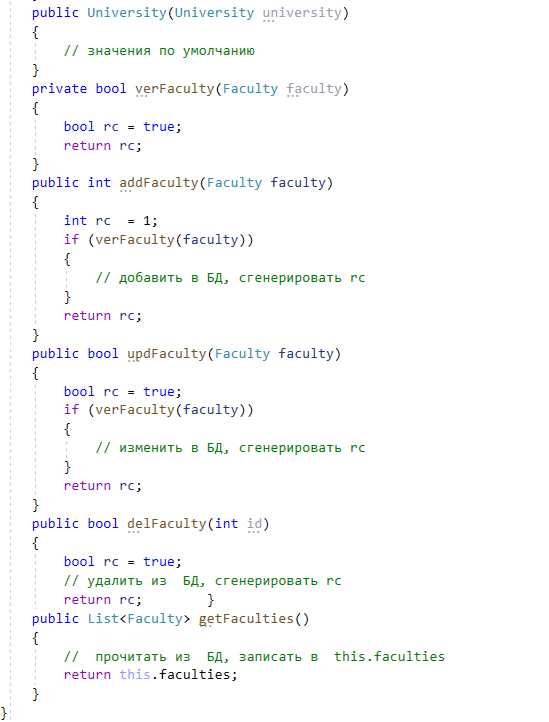 public University(University university)
{
// значения по умолчанию
}
private bool verFaculty(Faculty faculty)
{
bool rc = true;
return rc;
}
public int addFaculty(Faculty faculty)
{
int rc  = 1;
if (verFaculty(faculty))
{
// добавить в БД, сгенерировать rc
}
return rc;
}
public bool updFaculty(Faculty faculty)
{
bool rc = true;
if (verFaculty(faculty))
{
// изменить в БД, сгенерировать rc
}
return rc;
}
public bool delFaculty(int id)
{
bool rc = true;
// удалить из  БД, сгенерировать rc
return rc;        }
public List<Faculty> getFaculties()
{
//  прочитать из  БД, записать в  this.faculties
return this.faculties;
}
}